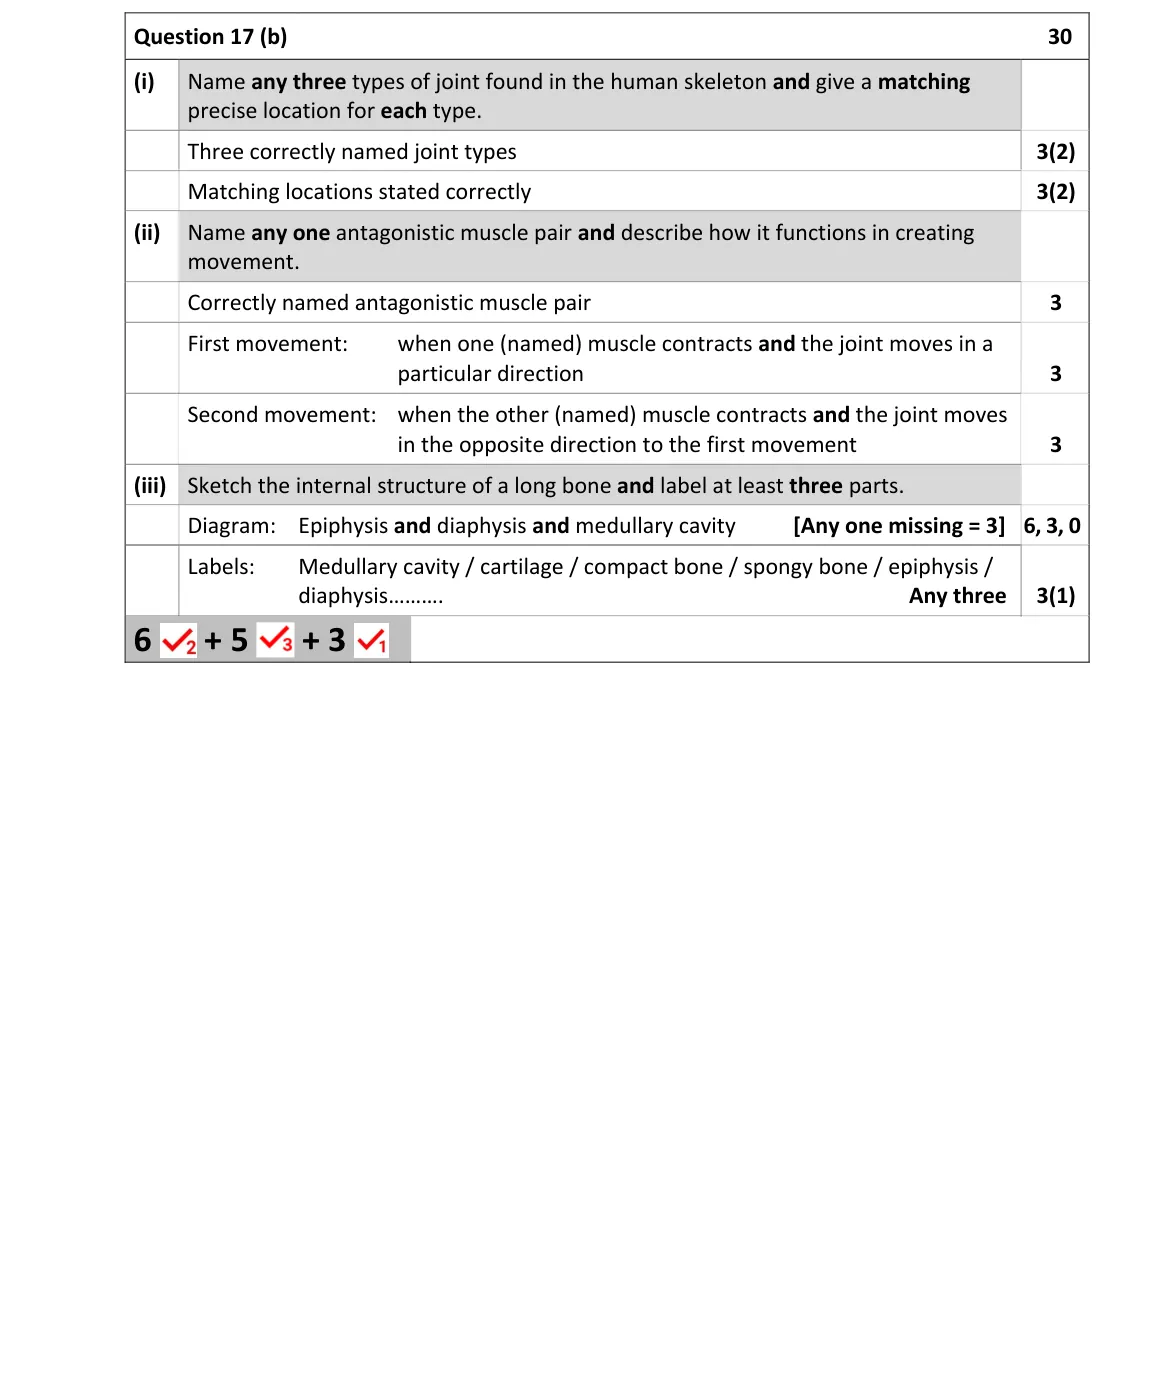 Question 17 (b) 30
(i) Name any three types of joint found in the human skeleton and give a matching
precise location for each type.
Three correctly named joint types 3(2)
Matching locations stated correctly 3(2)
(ii) Name any one antagonistic muscle pair and describe how it functions in creating
movement.
Correctly named antagonistic muscle pair 3
First movement: when one (named) muscle contracts and the joint moves in a
particular direction 3
Second movement: when the other (named) muscle contracts and the joint moves
in the opposite direction to the first movement 3
(iii) Sketch the internal structure of a long bone and label at least three parts.
Diagram: Epiphysis and diaphysis and medullary cavity [Any one missing = 3] 6, 3, 0
Labels: Medullary cavity / cartilage / compact bone / spongy bone / epiphysis /
diaphysis………. Any three 3(1)
6 ✓2 + 5 ✓3 + 3 ✓1